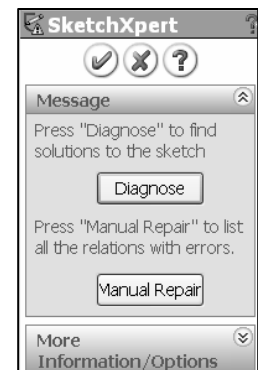 SketchXpert ?
?
Message
Press "Diagnose" to find
solutions to the sketch
Diagnose
Press "Manual Repair" to list
all the relations with errors.
Manual Repair
More
Information/Options